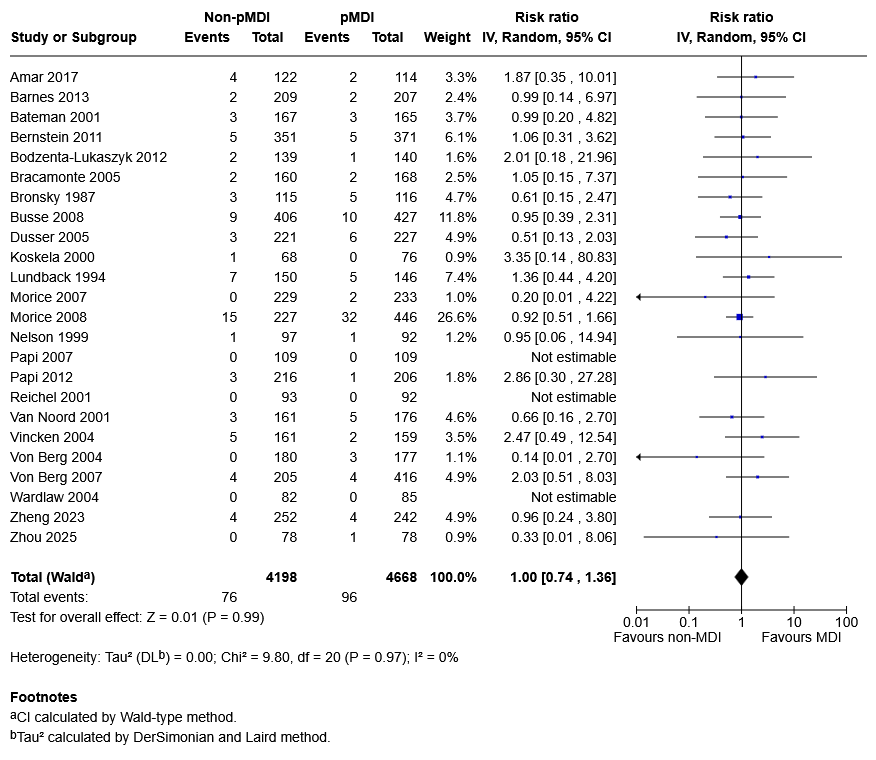 Non-pMDI pMDI Risk ratio Risk ratio
Study or Subgroup Events Total Events Total Weight IV, Random, 95% CI IV, Random, 95% CI
Amar 2017 4 122 2 114 3.3% 1.87 [0.35 , 10.01]
Barnes 2013 2 209 2 207 2.4% 0.99 [0.14 , 6.97]
Bateman 2001 3 167 3 165 2.6% 0.99 [0.20 , 4.82]
Bernstein 2011 5 351 5 371 6.1% 1.06 [0.31 , 3.62]
Bodzenta-Lukaszyk 2012 2 139 1 140 1.6% 2.01 [0.18 , 21.96]
Bracamonte 2005 2 160 2 168 2.5% 1.05 [0.15 , 7.37]
Bronsky 1987 3 115 5 116 4.7% 0.61 [0.15 , 2.47]
Busse 2008 9 406 10 427 11.8% 0.95 [0.39 , 2.31]
Dusser 2005 3 221 6 227 4.9% 0.51 [0.13 , 2.03]
Koskela 2000 1 68 0 76 0.9% 3.35 [0.14 , 80.83]
Lundback 1994 7 150 5 146 7.4% 1.36 [0.44 , 4.20]
Morice 2007 0 229 2 233 1.0% 0.20 [0.01 , 4.22]
Morice 2008 15 227 32 446 26.6% 0.92 [0.51 , 1.66]
Nelson 1999 1 97 1 92 1.2% 0.95 [0.06 , 14.94]
Papi 2007 0 109 0 109 Not estimable
Papi 2012 3 216 1 206 1.8% 2.86 [0.30 , 27.28]
Reichel 2001 0 93 0 92 Not estimable
Van Noord 2001 3 161 5 176 4.6% 0.66 [0.16 , 2.70]
Vincken 2004 5 161 2 159 3.5% 2.47 [0.49 , 12.54]
Von Berg 2004 0 180 3 177 1.1% 0.14 [0.01 , 2.70]
Von Berg 2007 4 205 4 416 4.9% 2.03 [0.51 , 8.03]
Wardlaw 2004 0 82 0 85 Not estimable
Zheng 2023 4 252 4 242 4.9% 0.96 [0.24 , 3.80]
Zhou 2025 0 78 1 78 0.9% 0.33 [0.01 , 8.06]
Total (Waldᵃ) 4198 4668 100.0% 1.00 [0.74 , 1.36]
Total events: 76 96
Test for overall effect: Z = 0.01 (P = 0.99)
0.01 0.1 1 10 100
Favours non-MDI Favours MDI
Heterogeneity: Tau² (DLᵇ) = 0.00; Chi² = 9.80, df = 20 (P = 0.97); I² = 0%
Footnotes
ᵃCI calculated by Wald-type method.
ᵇTau² calculated by DerSimonian and Laird method.